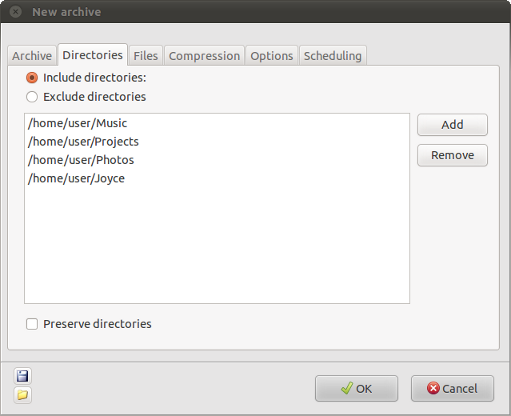 New archive
Archive Directories Files Compression Options Scheduling
Include directories:
Exclude directories
/home/user/Music
/home/user/Projects
/home/user/Photos
/home/user/Joyce
Add
Remove
Preserve directories
OK Cancel